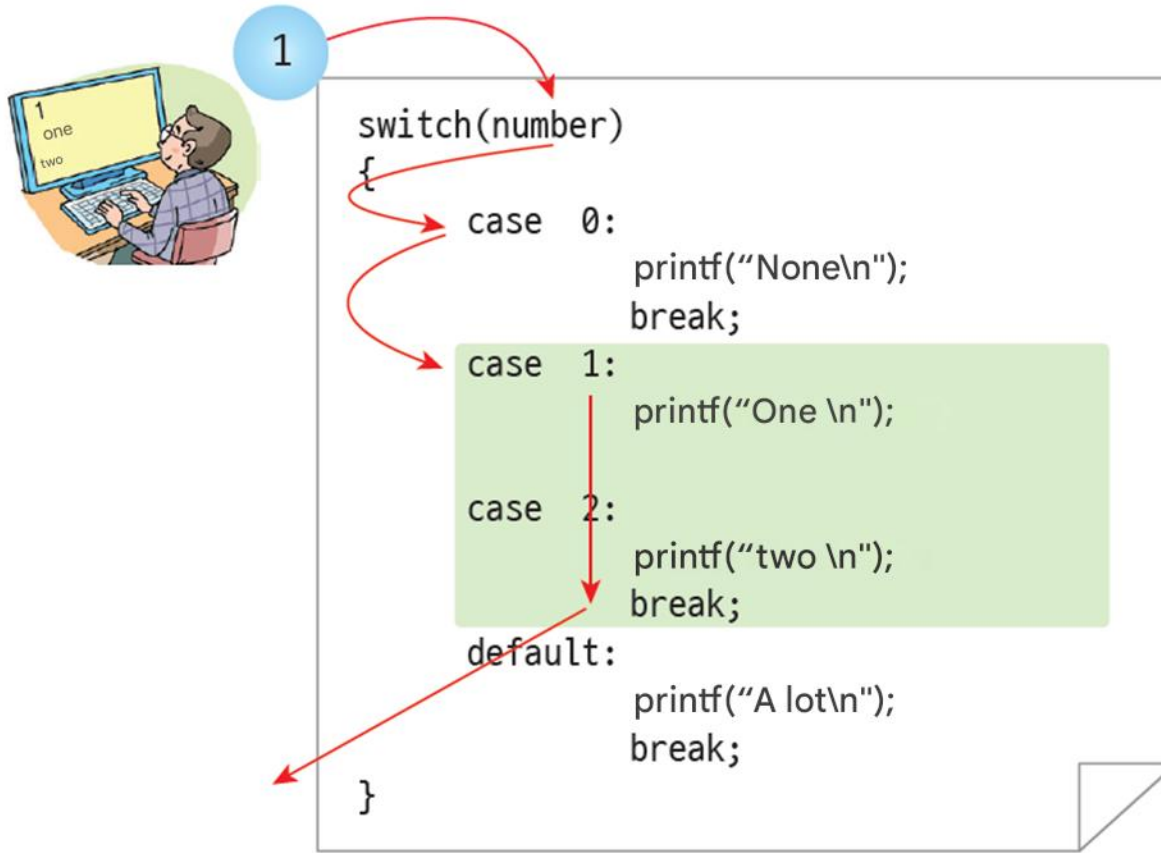 1
1
one
two
switch(number)
{
case 0:
printf(“None\n");
break;
case 1:
printf(“One \n");
case 2:
printf(“two \n");
break;
default:
printf(“A lot\n");
break;
}